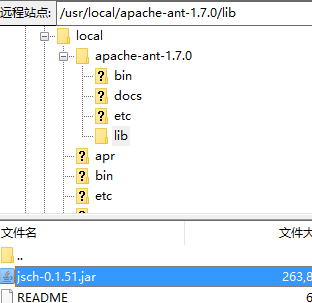 远程站点: /usr/local/apache-ant-1.7.0/lib
local
apache-ant-1.7.0
? bin
? docs
? etc
lib
? apr
? bin
? etc
?
文件名 文件大
..
jsch-0.1.51.jar 263,8
README 6